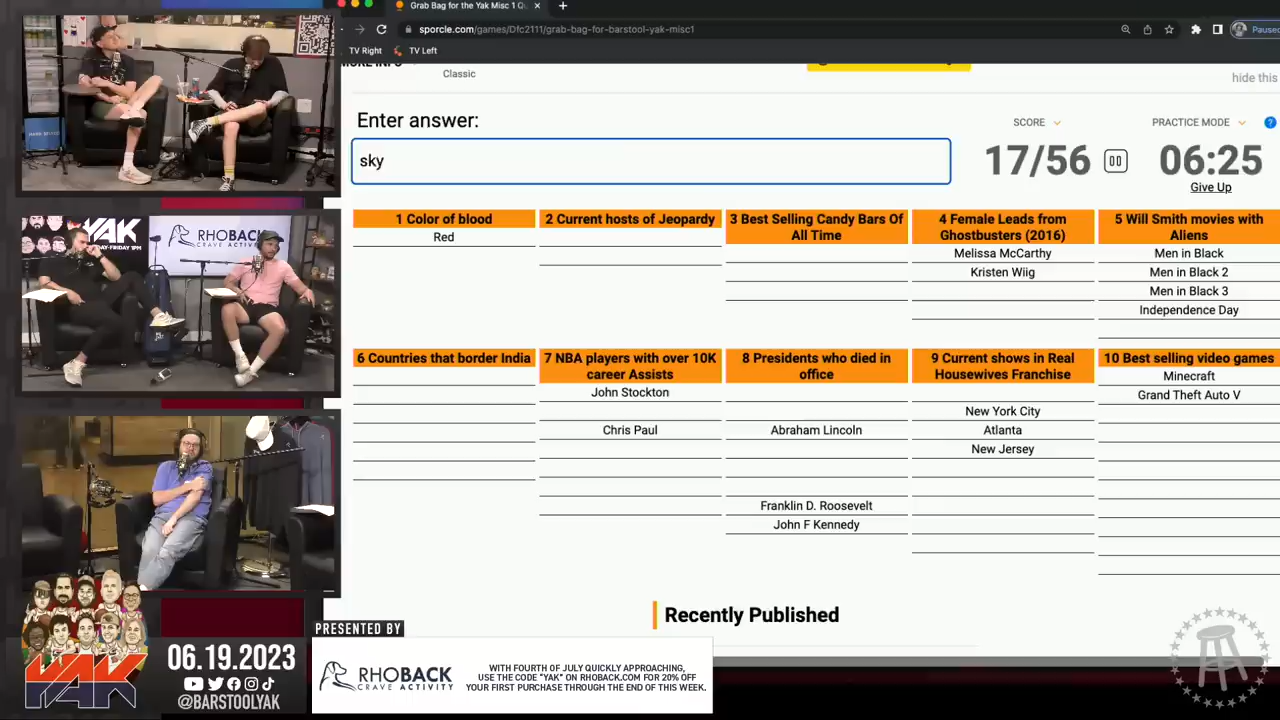 Grab Bag for the Yak Misc 1 Qu
sporcle.com/games/Dfc2111/grab-bag-for-barstool-yak-misc1
Paused
TV Right
TV Left
Classic
hide this
Enter answer:
sky
SCORE
17/56
PRACTICE MODE
06:25
Give Up
1 Color of blood
Red
2 Current hosts of Jeopardy
3 Best Selling Candy Bars Of
All Time
4 Female Leads from
Ghostbusters (2016)
Melissa McCarthy
Kristen Wiig
5 Will Smith movies with
Aliens
Men in Black
Men in Black 2
Men in Black 3
Independence Day
6 Countries that border India
7 NBA players with over 10K
career Assists
John Stockton
Chris Paul
8 Presidents who died in
office
Abraham Lincoln
Franklin D. Roosevelt
John F Kennedy
9 Current shows in Real
Housewives Franchise
New York City
Atlanta
New Jersey
10 Best selling video games
Minecraft
Grand Theft Auto V
Recently Published
YAK
RHOBACK
CRAVE ACTIVITY
YAK
06.19.2023
@BARSTOOLYAK
PRESENTED BY
RHOBACK
CRAVE ACTIVITY
WITH FOURTH OF JULY QUICKLY APPROACHING,
USE THE CODE "YAK" ON RHOBACK.COM FOR 20% OFF
YOUR FIRST PURCHASE THROUGH THE END OF THIS WEEK.